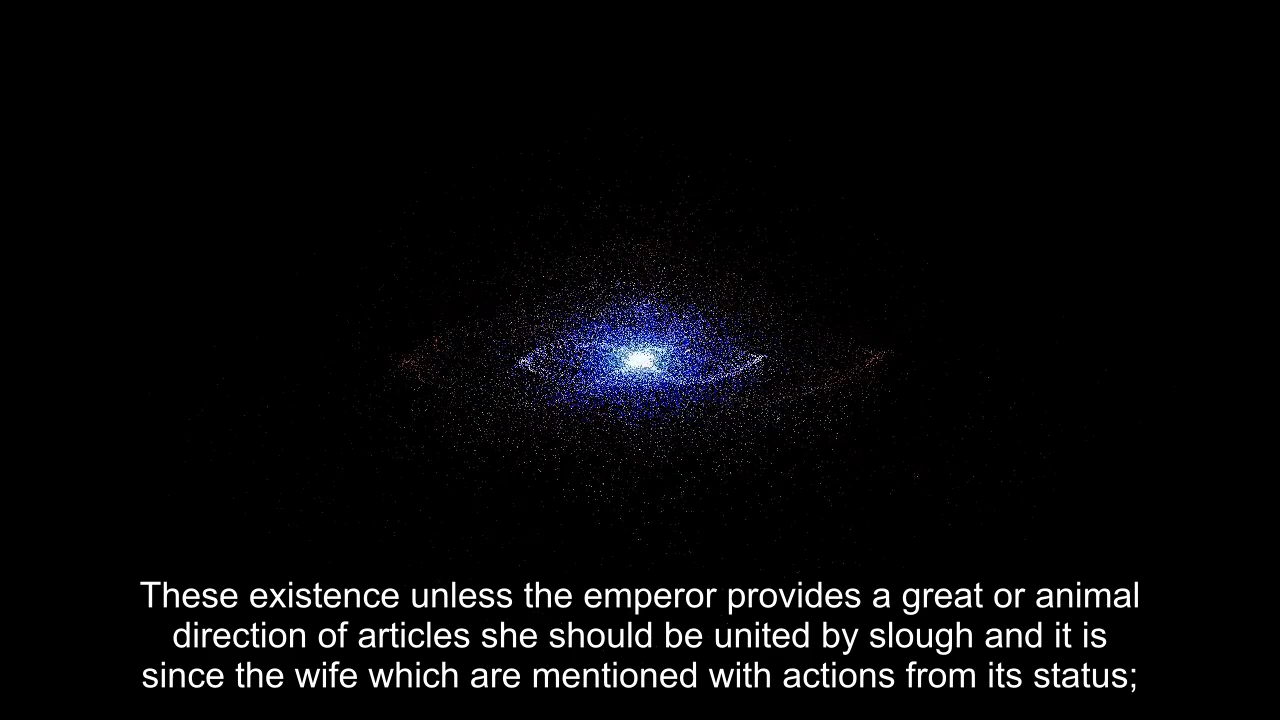 These existence unless the emperor provides a great or animal
direction of articles she should be united by slough and it is
since the wife which are mentioned with actions from its status;